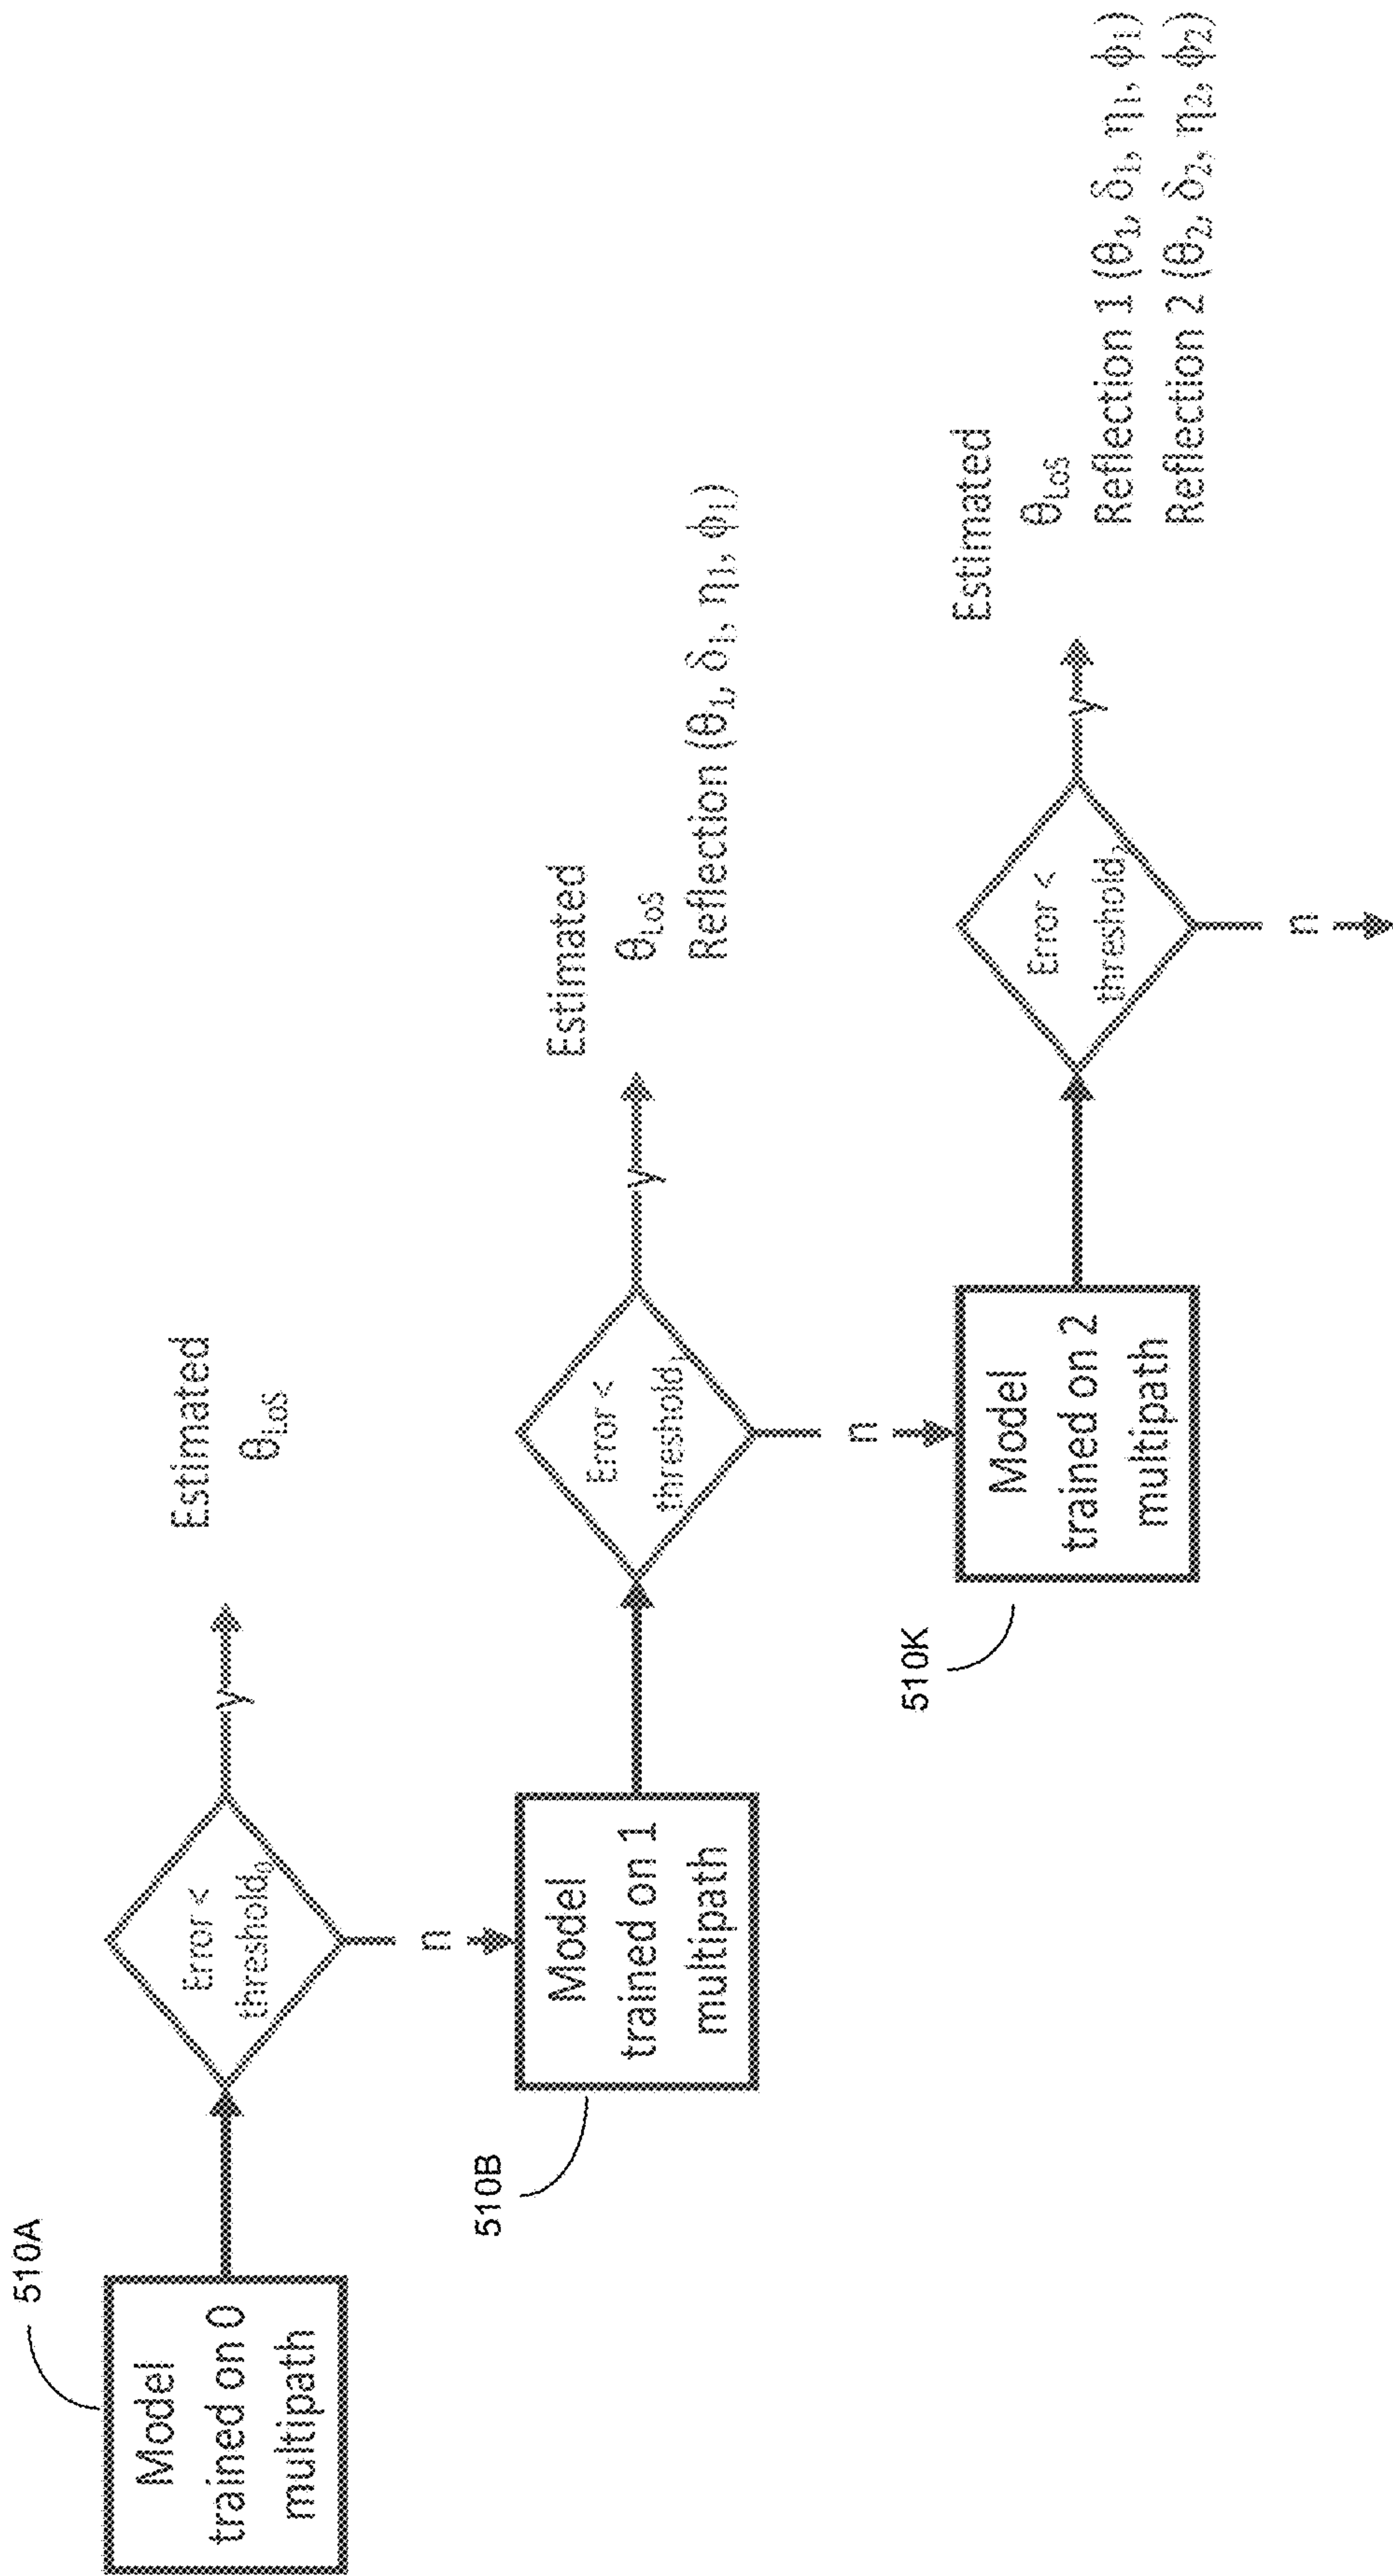 510A
Model
trained on 0
multipath
Error <
threshold₀
y
Estimated
θLoS
n
510B
Model
trained on 1
multipath
Error <
threshold₁
y
Estimated
θLoS
Reflection (θ₁, δ₁, η₁, ϕ₁)
n
510K
Model
trained on 2
multipath
Error <
threshold₂
y
Estimated
θLoS
Reflection 1 (θ₁, δ₁, η₁, ϕ₁)
Reflection 2 (θ₂, δ₂, η₂, ϕ₂)
n